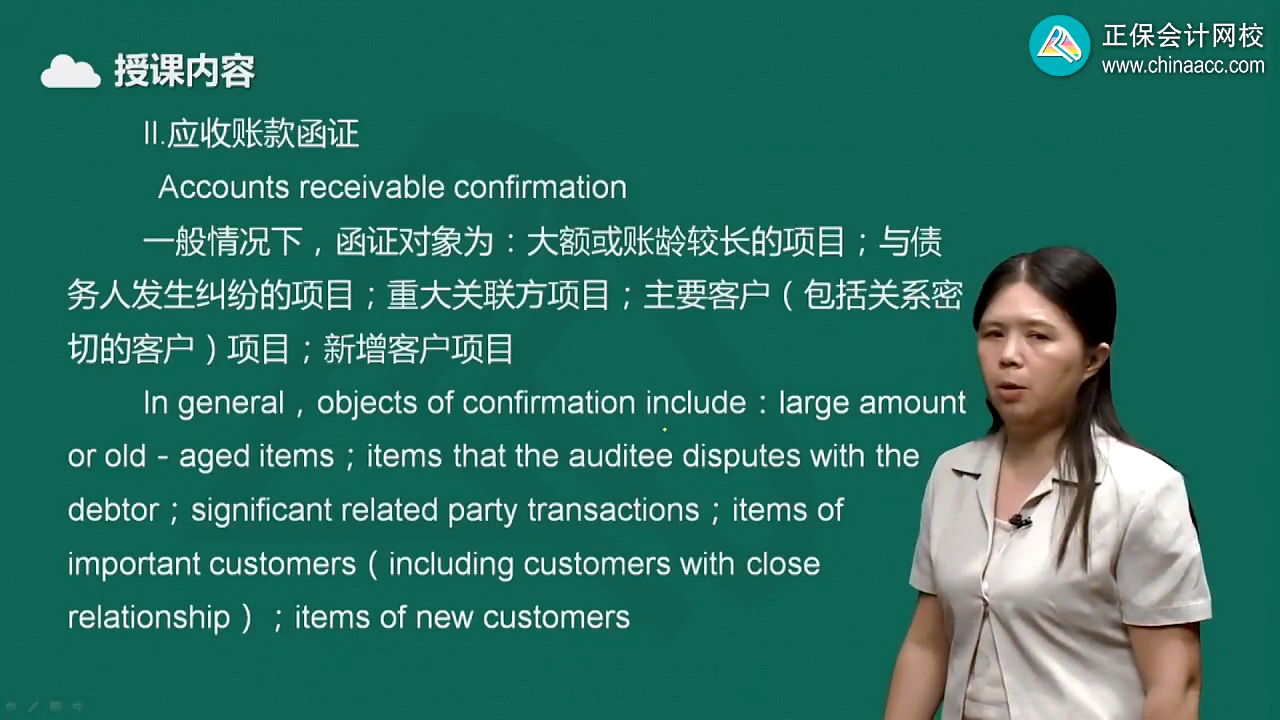 正保会计网校
www.chinaacc.com
授课内容
II.应收账款函证
Accounts receivable confirmation
一般情况下，函证对象为：大额或账龄较长的项目；与债
务人发生纠纷的项目；重大关联方项目；主要客户（包括关系密
切的客户）项目；新增客户项目
In general，objects of confirmation include：large amount
or old－aged items；items that the auditee disputes with the
debtor；significant related party transactions；items of
important customers（including customers with close
relationship）；items of new customers